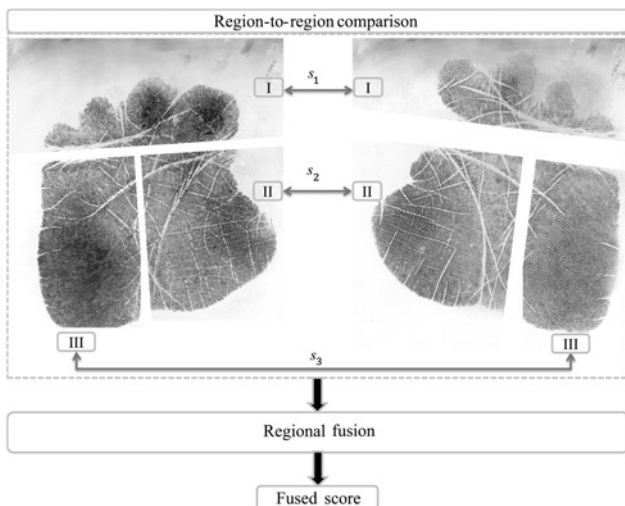 Region-to-region comparison
I s1 I
II s2 II
III s3 III
Regional fusion
Fused score